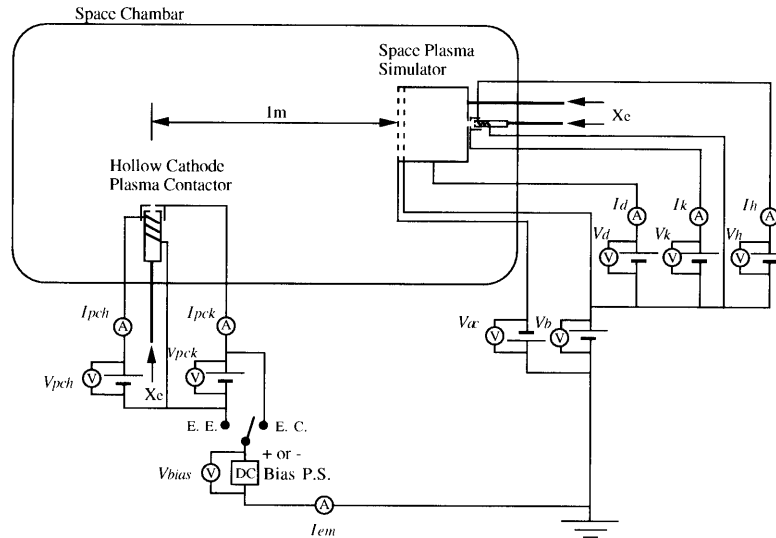 Space Chambar
Space Plasma
Simulator
1m
Xe
Hollow Cathode
Plasma Contactor
Id
Ik
Ih
A
A
A
Vd
Vk
Vh
V
V
V
Ipch
Ipck
A
A
Vac
Vb
V
V
Vpck
Vpch
V
V
Xe
E. E.
E. C.
+ or -
Vbias
V
DC
Bias P.S.
A
Iem